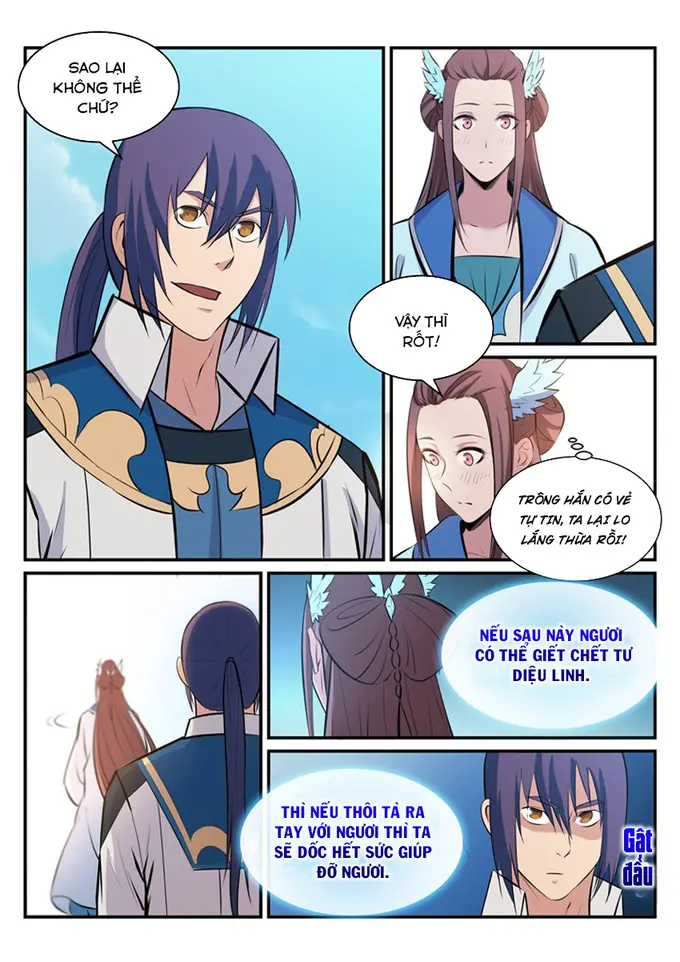 SAO LẠI
KHÔNG THỂ
CHỨ?
VẬY THÌ
RỐT!
TRÔNG HẮN CÓ VẺ
TỰ TIN, TA LẠI LO
LẮNG THỪA RỒI!
NẾU SAU NÀY NGƯƠI
CÓ THỂ GIẾT CHẾT TƯ
DIỆU LINH.
THÌ NẾU THÔI TẢ RA
TAY VỚI NGƯƠI THÌ TA
SẼ DỐC HẾT SỨC GIÚP
ĐỠ NGƯƠI.
Gật
đầu